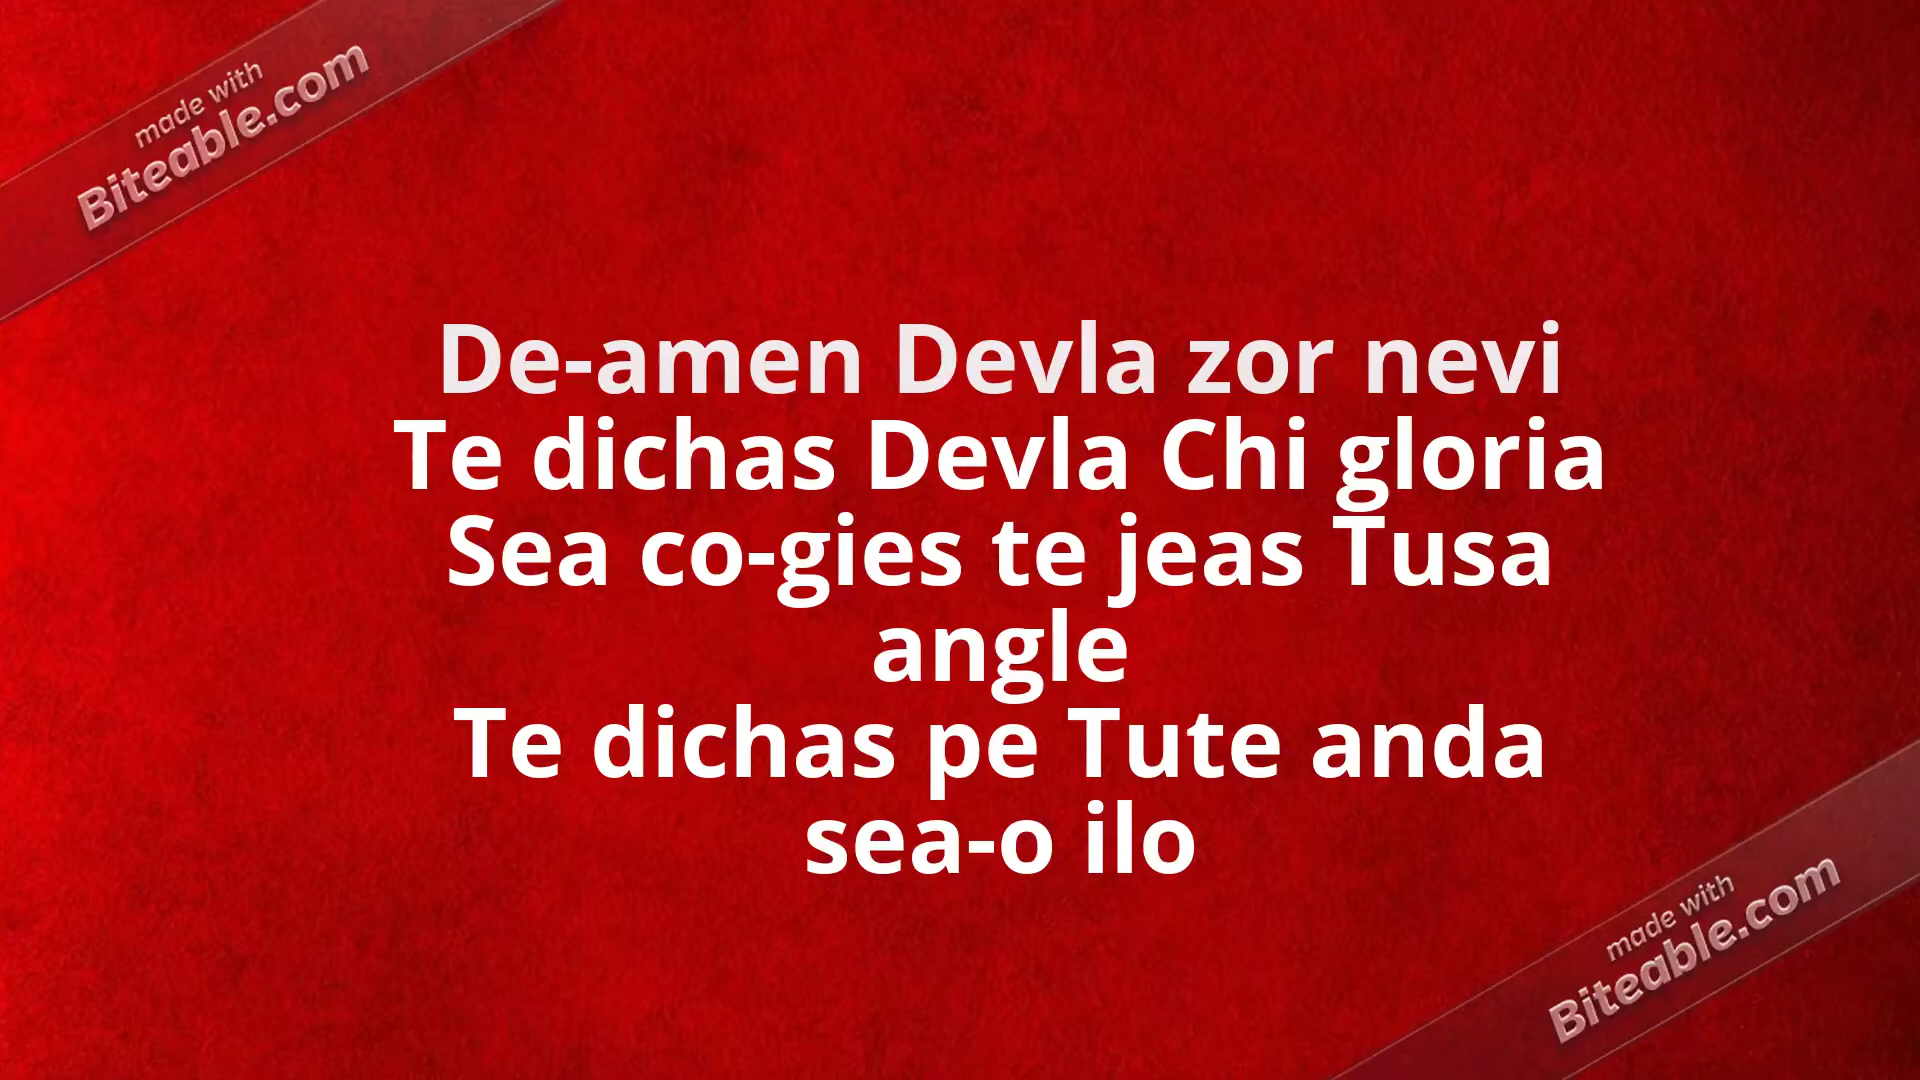 made with
Biteable.com
De-amen Devla zor nevi
Te dichas Devla Chi gloria
Sea co-gies te jeas Tusa
angle
Te dichas pe Tute anda
sea-o ilo
made with
Biteable.com